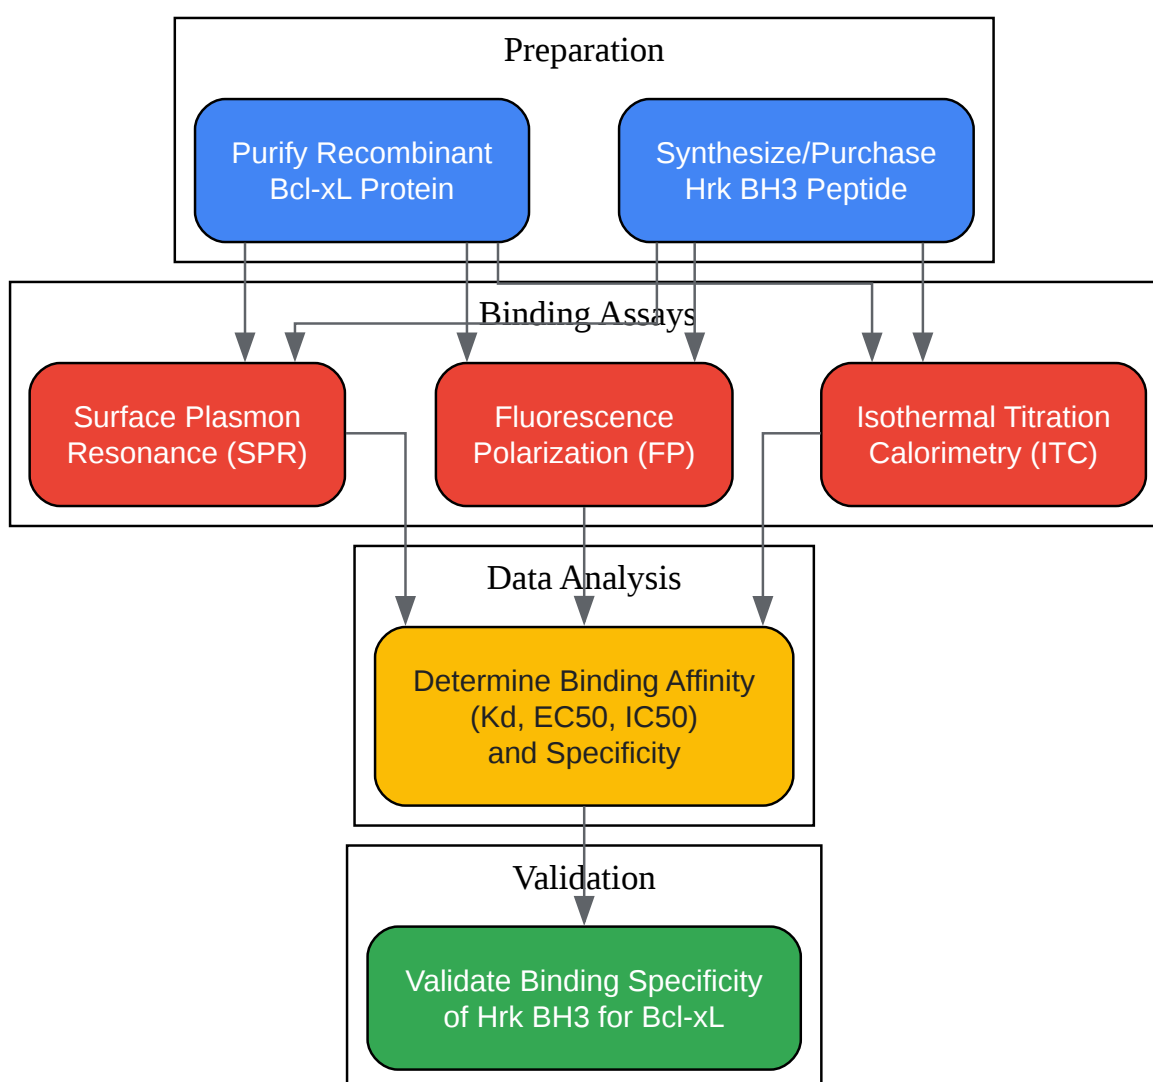 Preparation
Purify Recombinant
Bcl-xL Protein
Synthesize/Purchase
Hrk BH3 Peptide
Binding Assays
Surface Plasmon
Resonance (SPR)
Fluorescence
Polarization (FP)
Isothermal Titration
Calorimetry (ITC)
Data Analysis
Determine Binding Affinity
(Kd, EC50, IC50)
and Specificity
Validation
Validate Binding Specificity
of Hrk BH3 for Bcl-xL